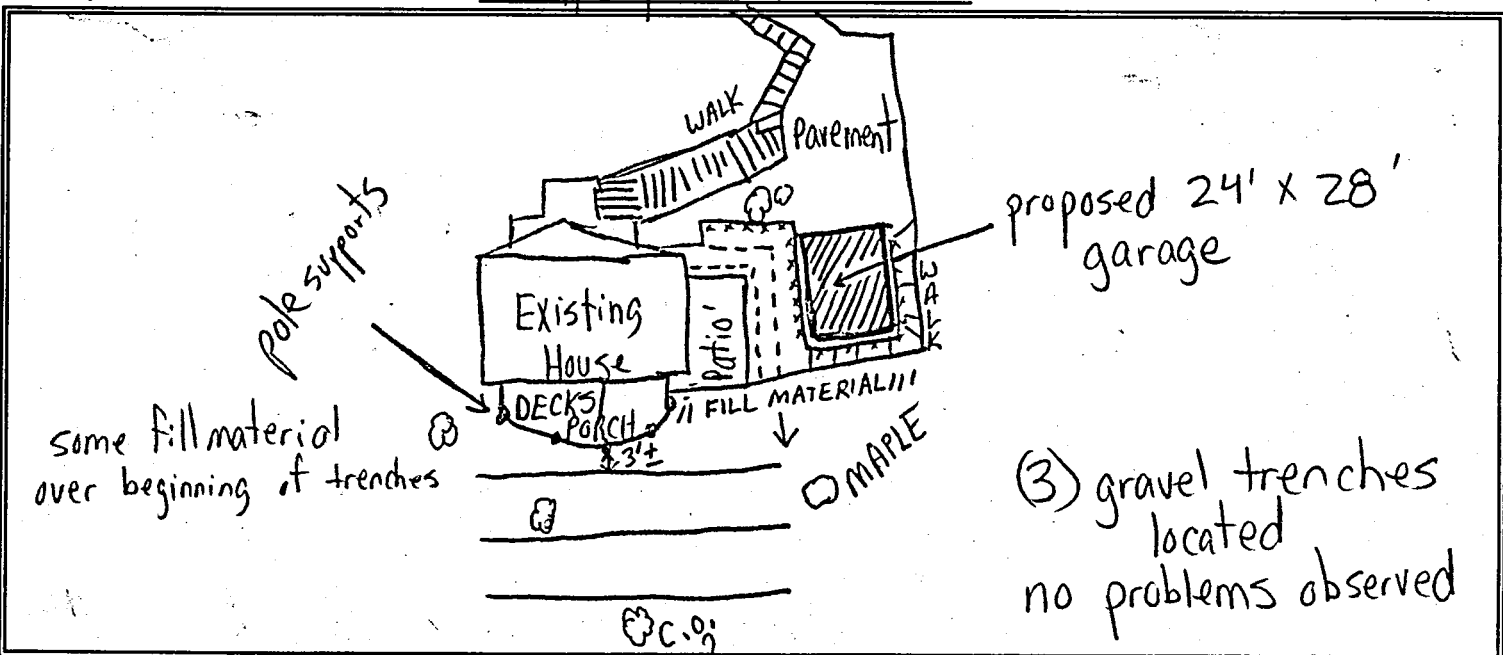 WALK
Pavement
pole supports
proposed 24' x 28'
garage
Existing
House
Patio
WALK
DECKS
PORCH
FILL MATERIAL
some fill material
over beginning of trenches
3'±
MAPLE
(3) gravel trenches
located
no problems observed